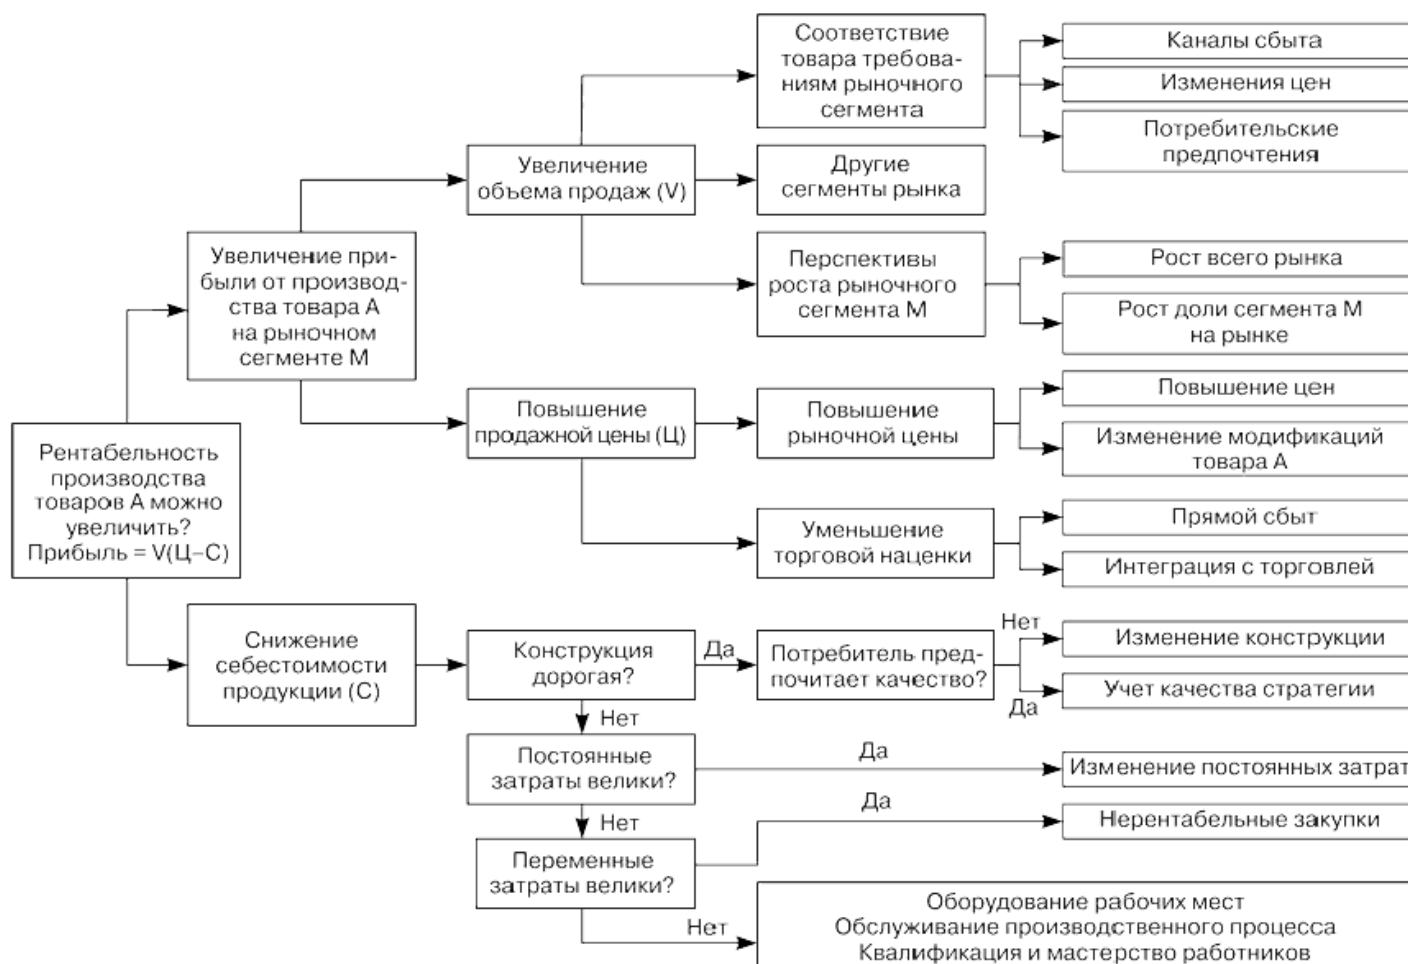 Соответствие
товара требова-
ниям рыночного
сегмента
Каналы сбыта
Изменения цен
Потребительские
предпочтения
Увеличение
объема продаж (V)
Другие
сегменты рынка
Увеличение при-
были от производ-
ства товара А
на рыночном
сегменте М
Перспективы
роста рыночного
сегмента М
Рост всего рынка
Рост доли сегмента М
на рынке
Повышение
продажной цены (Ц)
Повышение
рыночной цены
Повышение цен
Изменение модификаций
товара А
Рентабельность
производства
товаров А можно
увеличить?
Прибыль = V(Ц–С)
Уменьшение
торговой наценки
Прямой сбыт
Интеграция с торговлей
Снижение
себестоимости
продукции (С)
Конструкция
дорогая?
Да
Потребитель пред-
почитает качество?
Нет
Изменение конструкции
Да
Учет качества стратегии
Нет
Постоянные
затраты велики?
Да
Изменение постоянных затрат
Нет
Переменные
затраты велики?
Да
Нерентабельные закупки
Нет
Оборудование рабочих мест
Обслуживание производственного процесса
Квалификация и мастерство работников